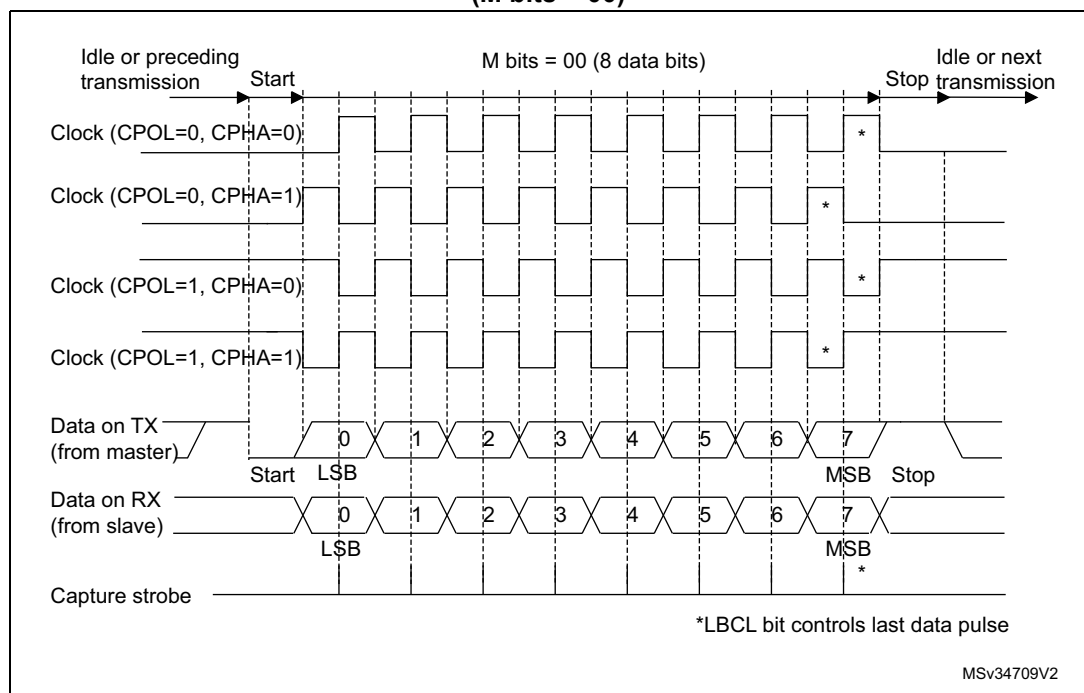 (M bits = 00)
Idle or preceding
transmission
Start
M bits = 00 (8 data bits)
Stop
Idle or next
transmission
Clock (CPOL=0, CPHA=0)
*
Clock (CPOL=0, CPHA=1)
*
Clock (CPOL=1, CPHA=0)
*
Clock (CPOL=1, CPHA=1)
*
Data on TX
(from master)
0 1 2 3 4 5 6 7
Start LSB MSB Stop
Data on RX
(from slave)
0 1 2 3 4 5 6 7
LSB MSB
*
Capture strobe
*LBCL bit controls last data pulse
MSv34709V2